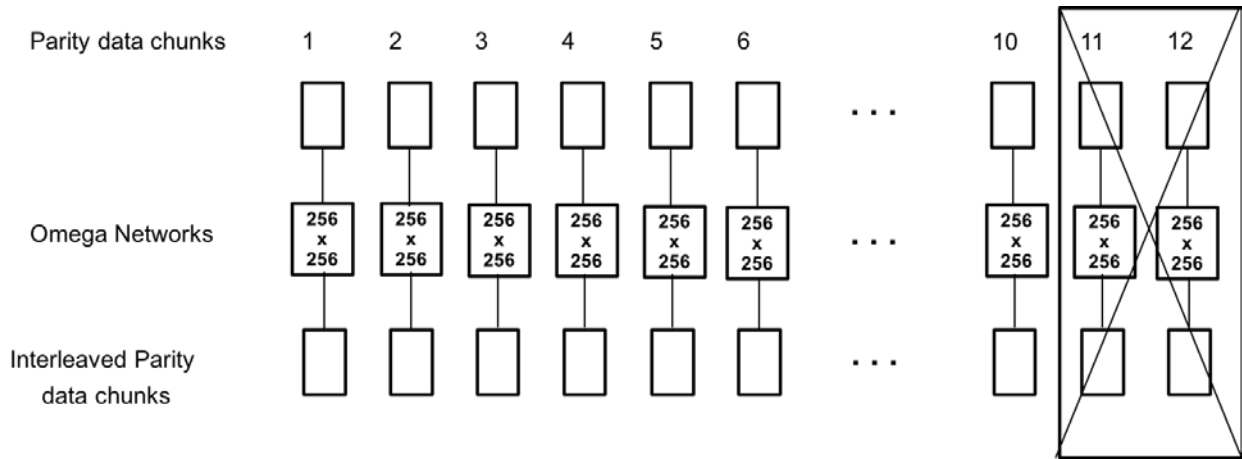 Parity data chunks 1 2 3 4 5 6 10 11 12
. . .
256 256 256 256 256 256 256 256 256
Omega Networks x x x x x x . . . x x x
256 256 256 256 256 256 256 256 256
Interleaved Parity . . .
data chunks